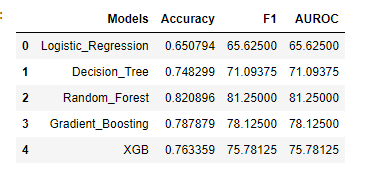 Models Accuracy F1 AUROC
0 Logistic_Regression 0.650794 65.62500 65.62500
1 Decision_Tree 0.748299 71.09375 71.09375
2 Random_Forest 0.820896 81.25000 81.25000
3 Gradient_Boosting 0.787879 78.12500 78.12500
4 XGB 0.763359 75.78125 75.78125